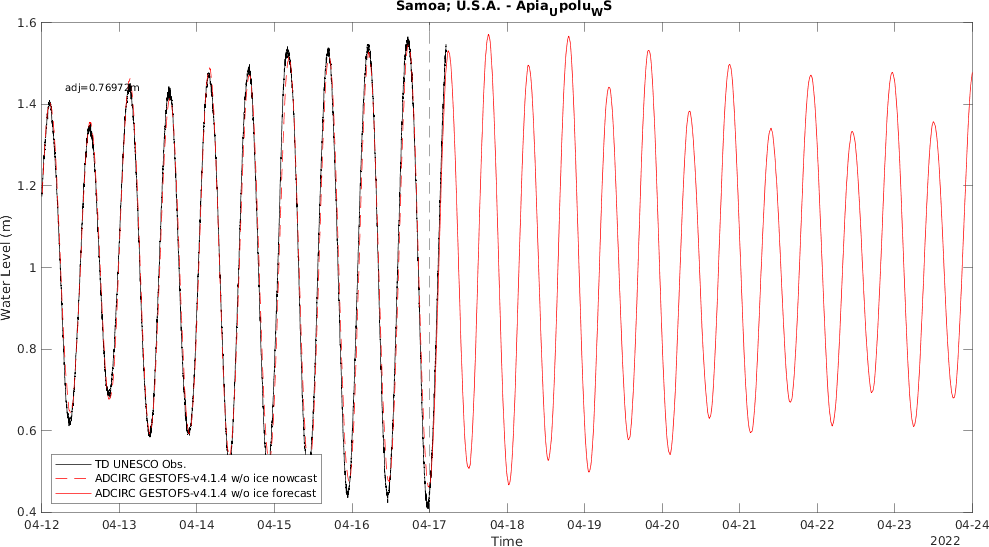 Samoa; U.S.A. - ApiaUpoluWS
1.6
1.4
1.2
1
0.8
0.6
0.4
Water Level (m)
adj=0.76972m
TD UNESCO Obs.
ADCIRC GESTOFS-v4.1.4 w/o ice nowcast
ADCIRC GESTOFS-v4.1.4 w/o ice forecast
04-12 04-13 04-14 04-15 04-16 04-17 04-18 04-19 04-20 04-21 04-22 04-23 04-24
Time
2022